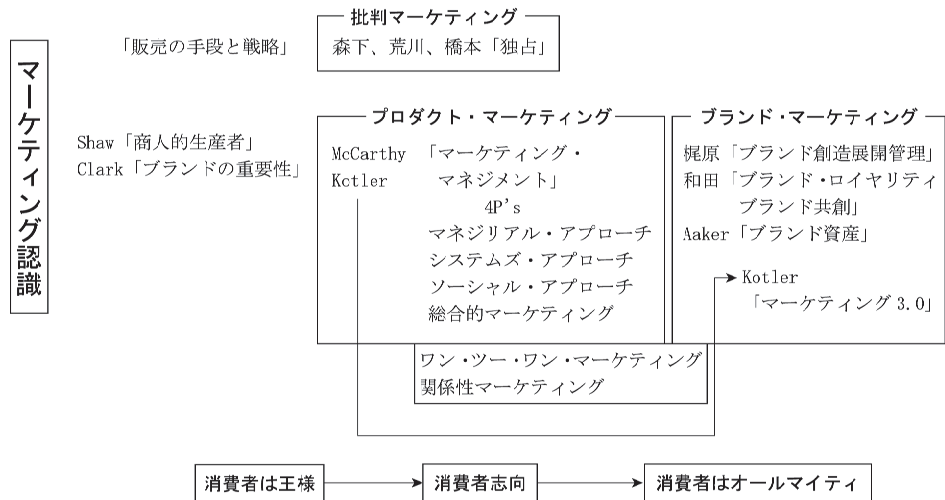 批判マーケティング
「販売の手段と戦略」
森下、荒川、橋本「独占」
マーケティング認識
プロダクト・マーケティング
ブランド・マーケティング
Shaw「商人的生産者」
Clark「ブランドの重要性」
McCarthy 「マーケティング・
Kctler マネジメント」
4P's
マネジリアル・アプローチ
システムズ・アプローチ
ソーシャル・アプローチ
総合的マーケティング
梶原「ブランド創造展開管理」
和田「ブランド・ロイヤリティ
ブランド共創」
Aaker「ブランド資産」
Kotler
「マーケティング 3.0」
ワン・ツー・ワン・マーケティング
関係性マーケティング
消費者は王様
消費者志向
消費者はオールマイティ